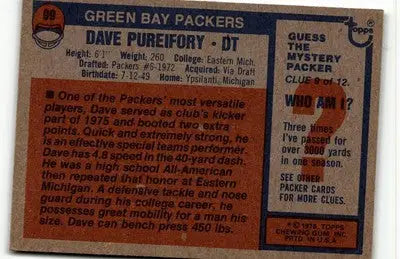 99
GREEN BAY PACKERS
DAVE PUREIFORY • DT
Height: 6'1" Weight: 260 College: Eastern Mich.
Drafted: Packers #6-1972 Acquired: Via Draft
Birthdate: 7-12-49 Home: Ypsilanti, Michigan
One of the Packers' most versatile
players, Dave served as club's kicker
part of 1975 and booted two extra
points. Quick and extremely strong, he
is an effective special teams performer.
Dave has 4.8 speed in the 40-yard dash.
He was a high school All-American
then repeated that honor at Eastern
Michigan. A defensive tackle and nose
guard during his college career, he
possesses great mobility for a man his
size. Dave can bench press 450 lbs.
Topps
GUESS
THE
MYSTERY
PACKER
CLUE 9 of 12.
WHO AM I?
?
Three times
I've passed for
over 3000 yards
in one season.
SEE OTHER
PACKER CARDS
FOR MORE CLUES.
© 1976, TOPPS
CHEWING GUM, INC.
PRTD. IN U.S.A.